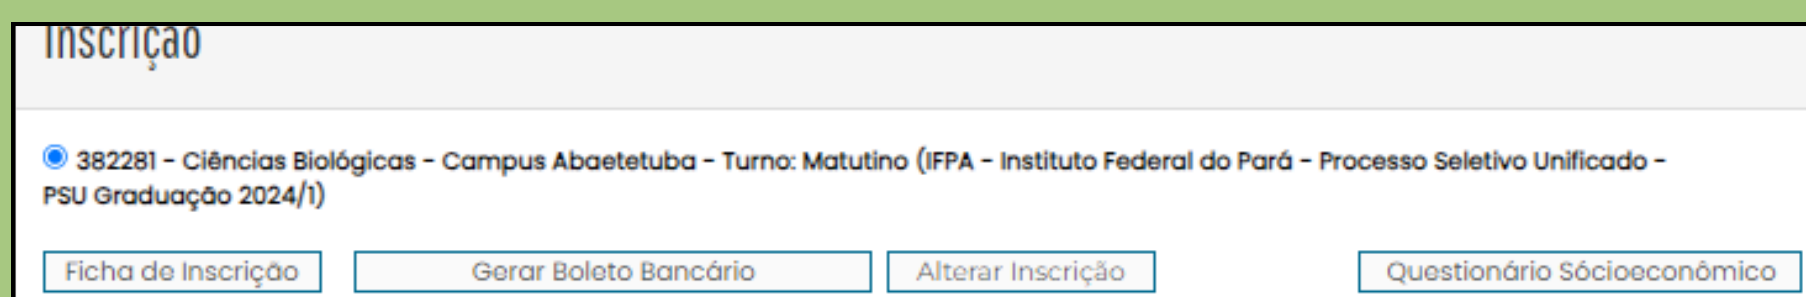 Inscrição
382281 - Ciências Biológicas - Campus Abaetetuba - Turno: Matutino (IFPA - Instituto Federal do Pará - Processo Seletivo Unificado -
PSU Graduação 2024/1)
Ficha de Inscrição Gerar Boleto Bancário Alterar Inscrição Questionário Sócioeconômico